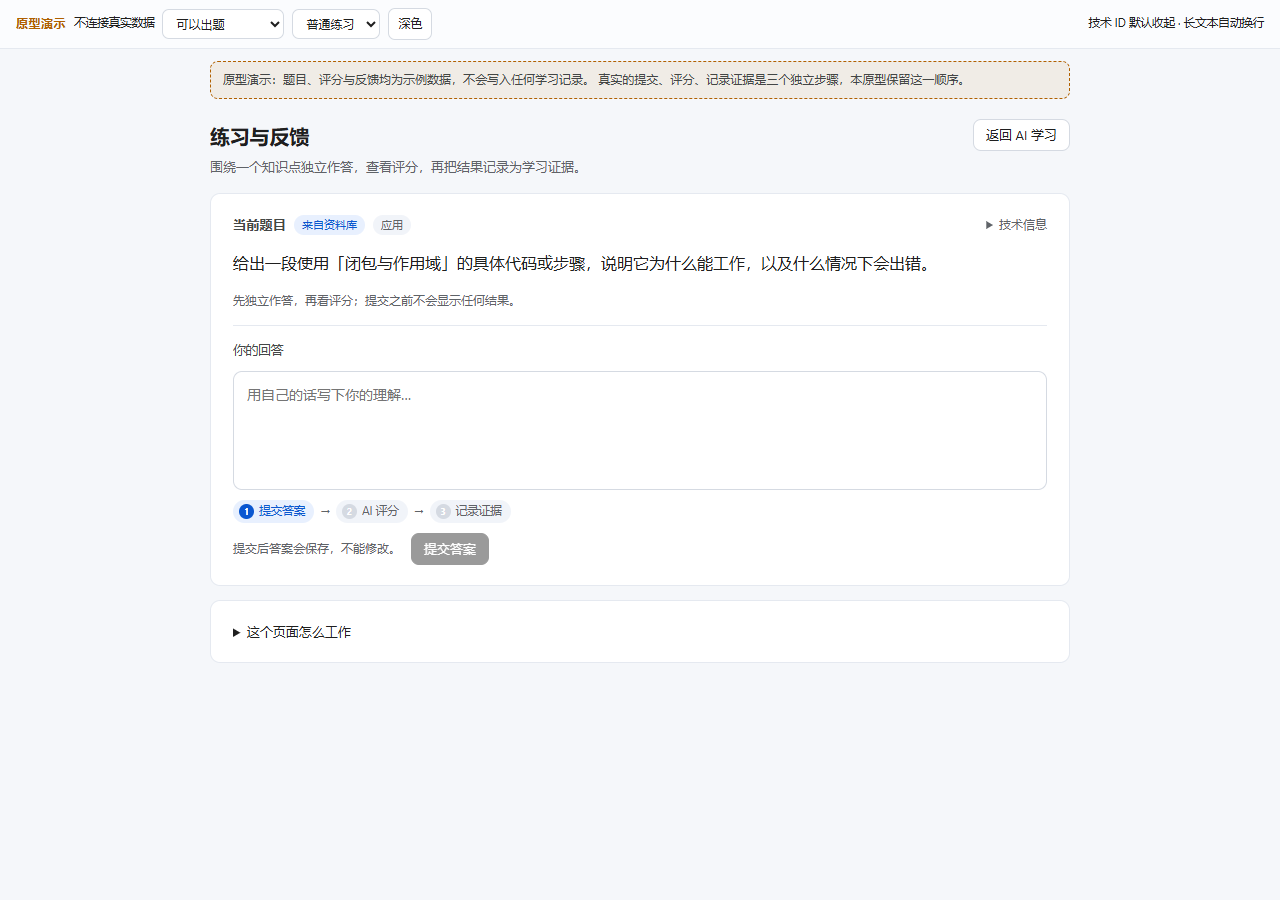 原型演示 不连接真实数据 可以出题 普通练习 深色 技术 ID 默认收起 · 长文本自动换行
原型演示：题目、评分与反馈均为示例数据，不会写入任何学习记录。 真实的提交、评分、记录证据是三个独立步骤，本原型保留这一顺序。
练习与反馈 返回 AI 学习
围绕一个知识点独立作答，查看评分，再把结果记录为学习证据。
当前题目 来自资料库 应用 ▶ 技术信息
给出一段使用「闭包与作用域」的具体代码或步骤，说明它为什么能工作，以及什么情况下会出错。
先独立作答，再看评分；提交之前不会显示任何结果。
你的回答
用自己的话写下你的理解...
1 提交答案 → 2 AI 评分 → 3 记录证据
提交后答案会保存，不能修改。 提交答案
▶ 这个页面怎么工作